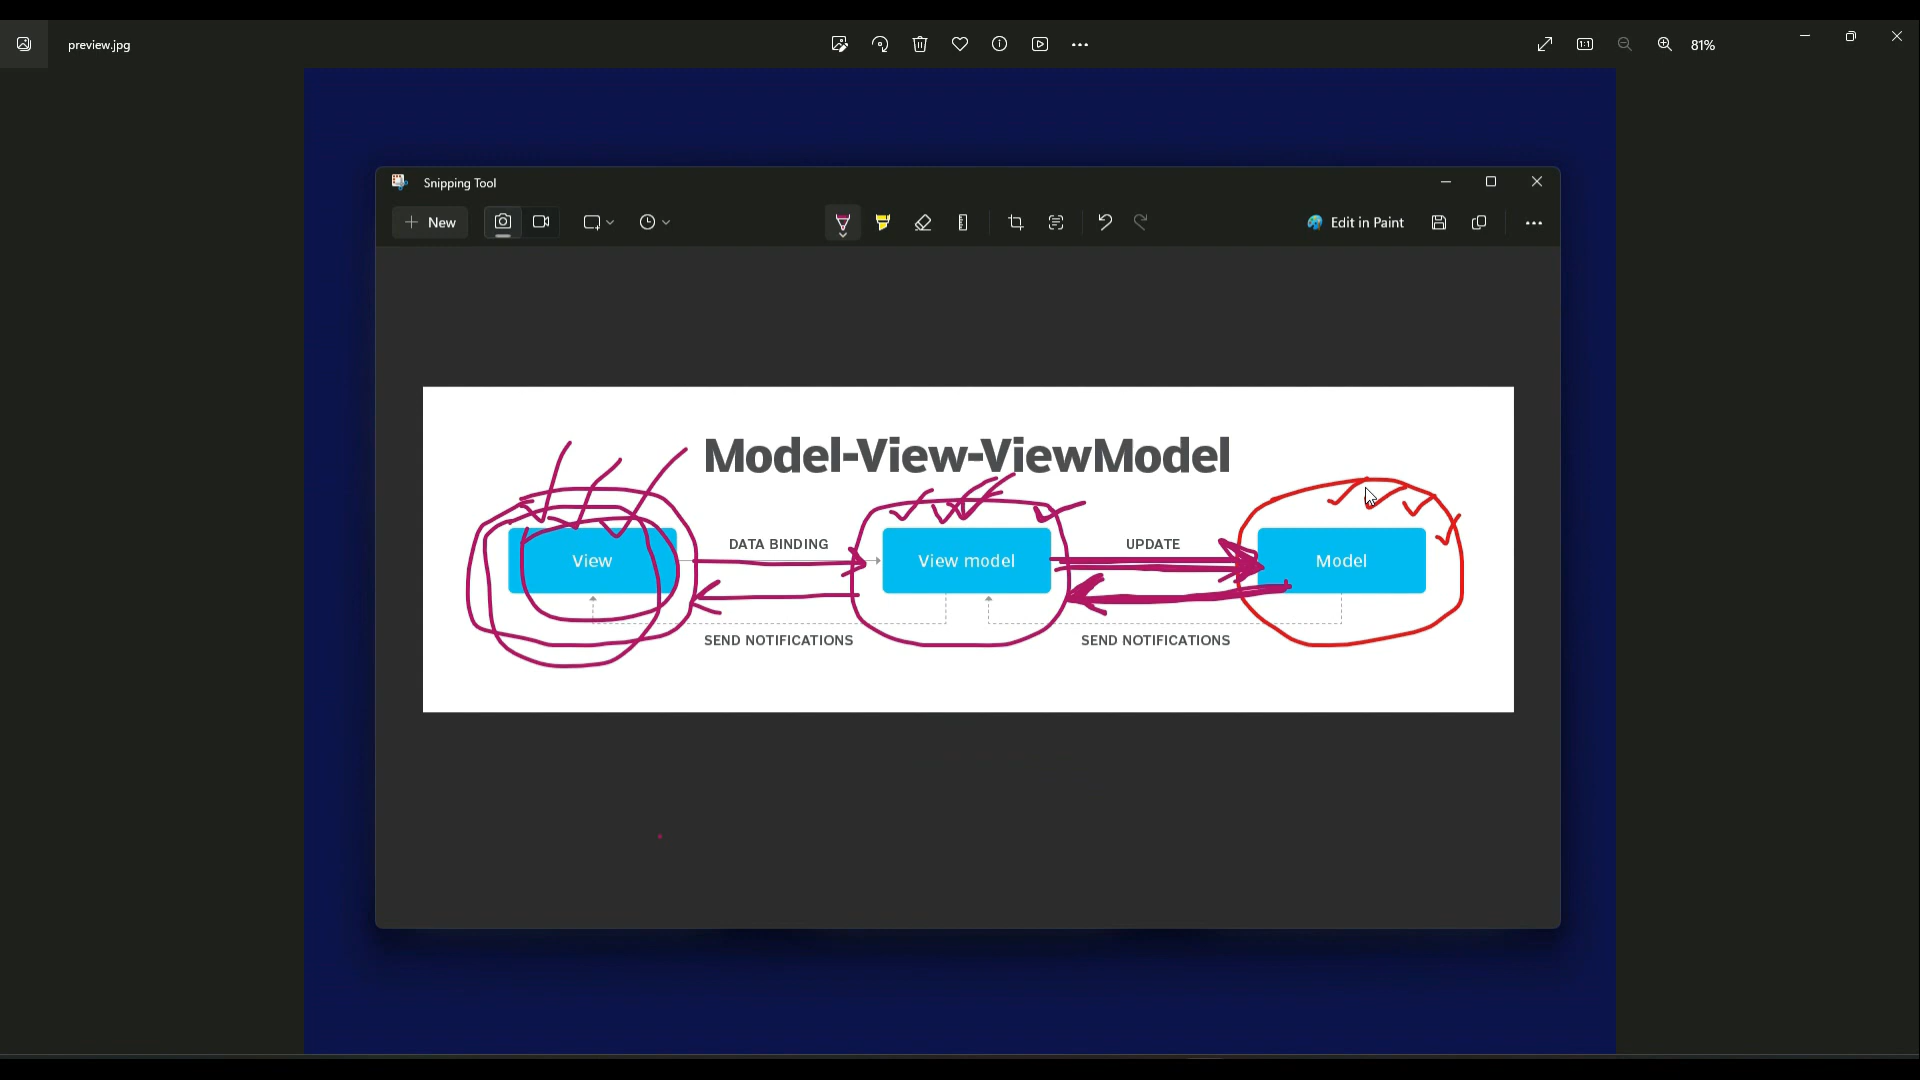 preview.jpg
81%
Snipping Tool
New
Edit in Paint
Model-View-ViewModel
View
DATA BINDING
View model
UPDATE
Model
SEND NOTIFICATIONS
SEND NOTIFICATIONS